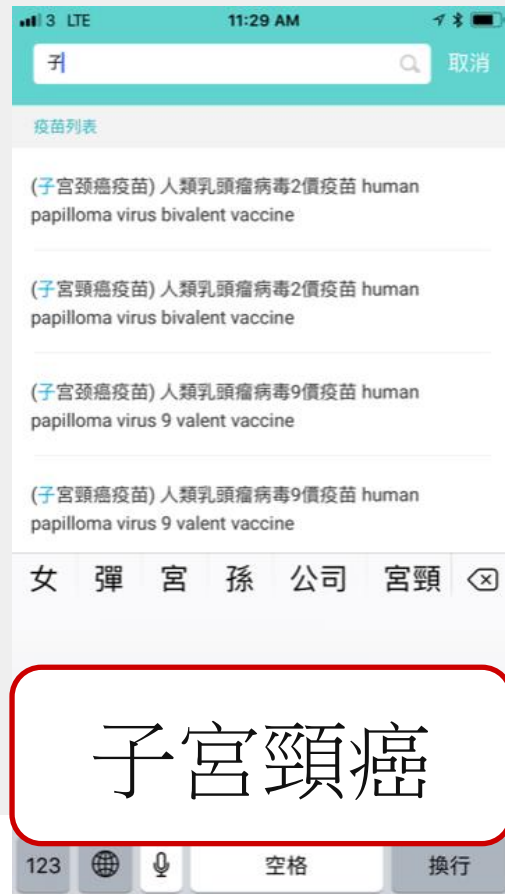 3 LTE 11:29 AM
子 取消
疫苗列表
(子宫颈癌疫苗) 人類乳頭瘤病毒2價疫苗 human
papilloma virus bivalent vaccine
(子宮頸癌疫苗) 人類乳頭瘤病毒2價疫苗 human
papilloma virus bivalent vaccine
(子宫颈癌疫苗) 人類乳頭瘤病毒9價疫苗 human
papilloma virus 9 valent vaccine
(子宮頸癌疫苗) 人類乳頭瘤病毒9價疫苗 human
papilloma virus 9 valent vaccine
女 彈 宮 孫 公司 宮頸
子宮頸癌
123 空格 換行